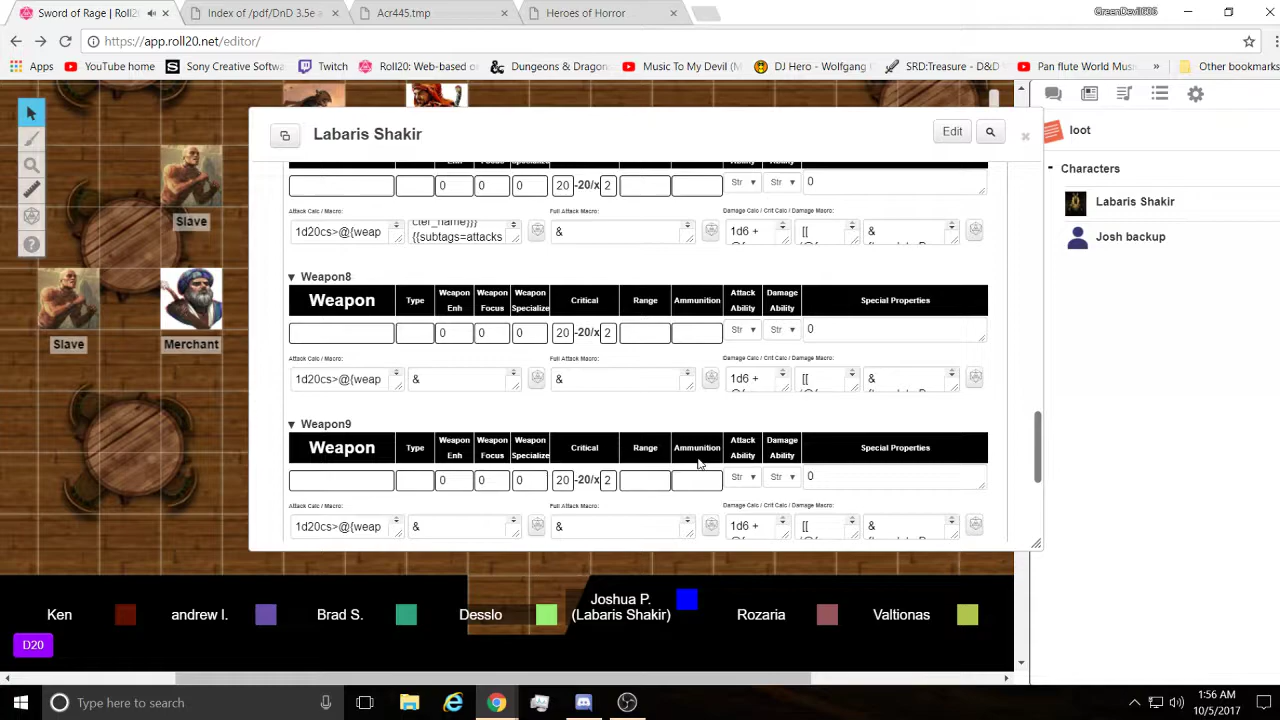 Sword of Rage | Roll2
Index of /pdf/DnD 3.5e
Acr445.tmp
Heroes of Horror
GreenDevil606
https://app.roll20.net/editor/
Apps
YouTube home
Sony Creative Softw
Twitch
Roll20: Web-based o
Dungeons & Dragon
Music To My Devil (M
DJ Hero - Wolfgang
SRD:Treasure - D&D
Pan flute World Mus
»
Other bookmarks
Labaris Shakir
Edit
loot
Characters
Labaris Shakir
Josh backup
Slave
Slave
Merchant
Enh
Focus
Specialize
Ability
Ability
0
0
0
20
-20/x
2
Str
Str
0
Attack Calc / Macro:
Full Attack Macro:
Damage Calc / Crit Calc / Damage Macro:
1d20cs>@{weap
cter_name}}}
{{subtags=attacks
&
1d6 +
[[
&
Weapon8
Weapon
Type
Weapon Enh
Weapon Focus
Weapon Specialize
Critical
Range
Ammunition
Attack Ability
Damage Ability
Special Properties
0
0
0
20
-20/x
2
Str
Str
0
Attack Calc / Macro:
Full Attack Macro:
Damage Calc / Crit Calc / Damage Macro:
1d20cs>@{weap
&
&
1d6 +
[[
&
Weapon9
Weapon
Type
Weapon Enh
Weapon Focus
Weapon Specialize
Critical
Range
Ammunition
Attack Ability
Damage Ability
Special Properties
0
0
0
20
-20/x
2
Str
Str
0
Attack Calc / Macro:
Full Attack Macro:
Damage Calc / Crit Calc / Damage Macro:
1d20cs>@{weap
&
&
1d6 +
[[
&
Ken
andrew l.
Brad S.
Desslo
Joshua P.
(Labaris Shakir)
Rozaria
Valtionas
D20
Type here to search
1:56 AM
10/5/2017